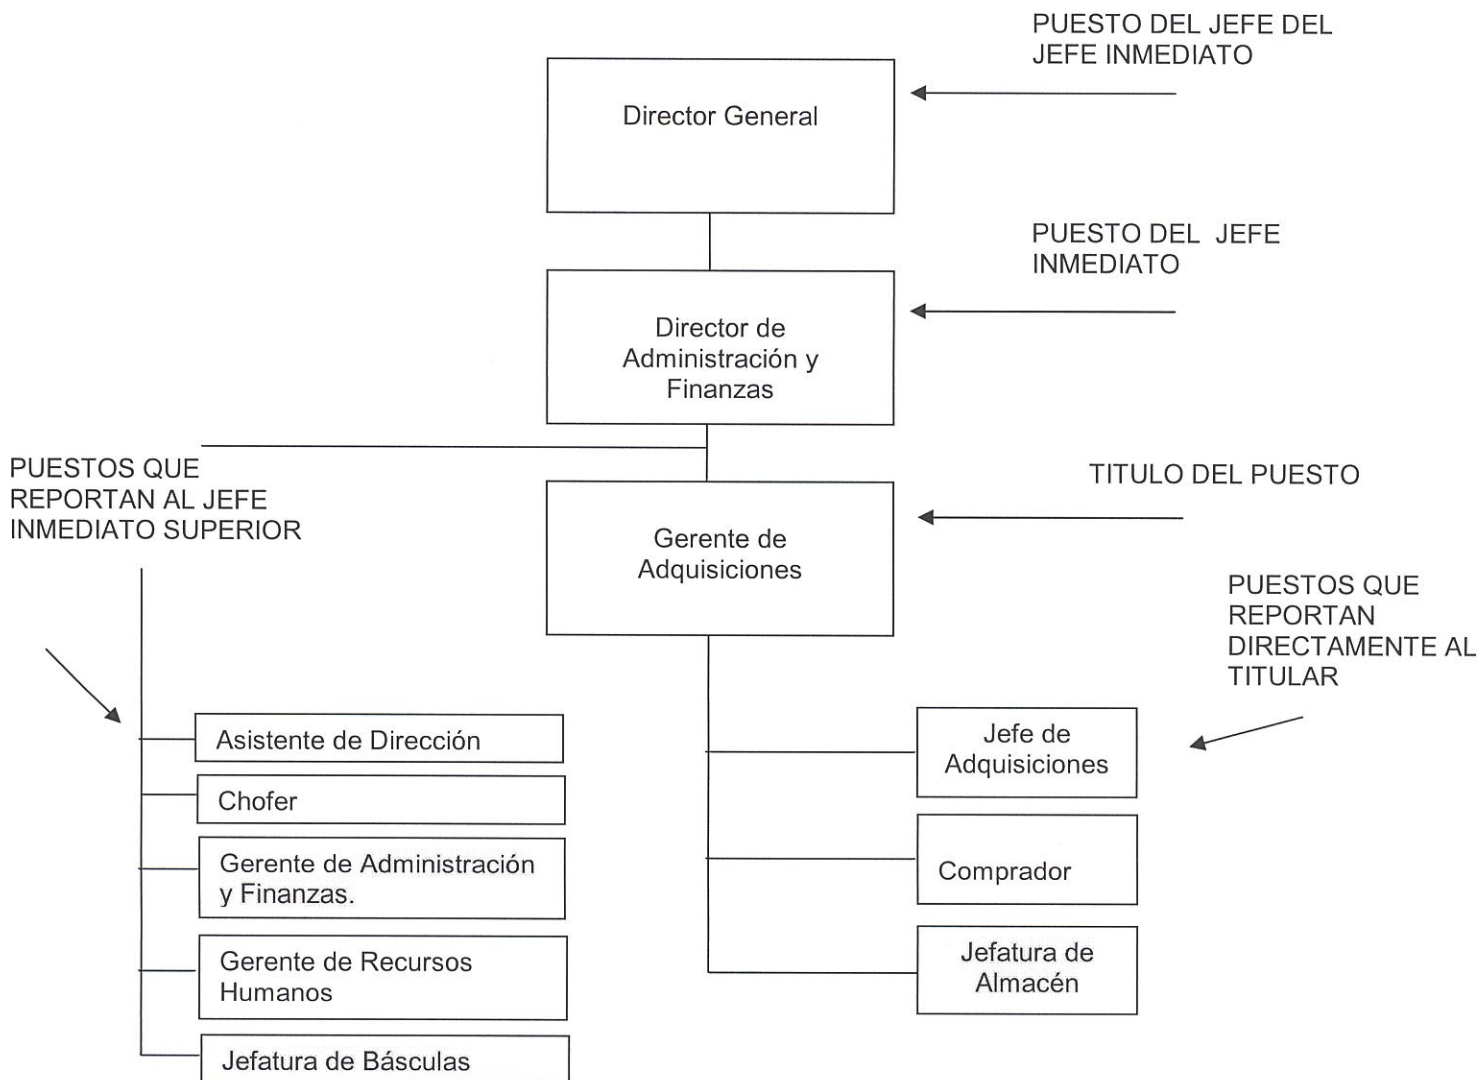 PUESTO DEL JEFE DEL
JEFE INMEDIATO
Director General
PUESTO DEL JEFE
INMEDIATO
Director de
Administración y
Finanzas
PUESTOS QUE
REPORTAN AL JEFE
INMEDIATO SUPERIOR
TITULO DEL PUESTO
Gerente de
Adquisiciones
PUESTOS QUE
REPORTAN
DIRECTAMENTE AL
TITULAR
Asistente de Dirección
Chofer
Gerente de Administración
y Finanzas.
Gerente de Recursos
Humanos
Jefatura de Básculas
Jefe de
Adquisiciones
Comprador
Jefatura de
Almacén